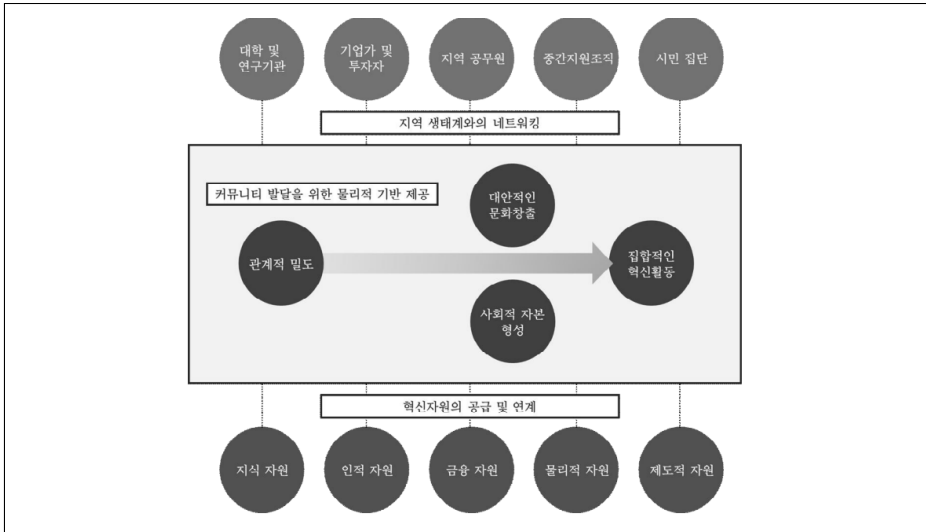 대학 및
연구기관
기업가 및
투자자
지역 공무원
중간지원조직
시민 집단
지역 생태계와의 네트워킹
커뮤니티 발달을 위한 물리적 기반 제공
대안적인
문화창출
관계적 밀도
집합적인
혁신활동
사회적 자본
형성
혁신자원의 공급 및 연계
지식 자원
인적 자원
금융 자원
물리적 자원
제도적 자원